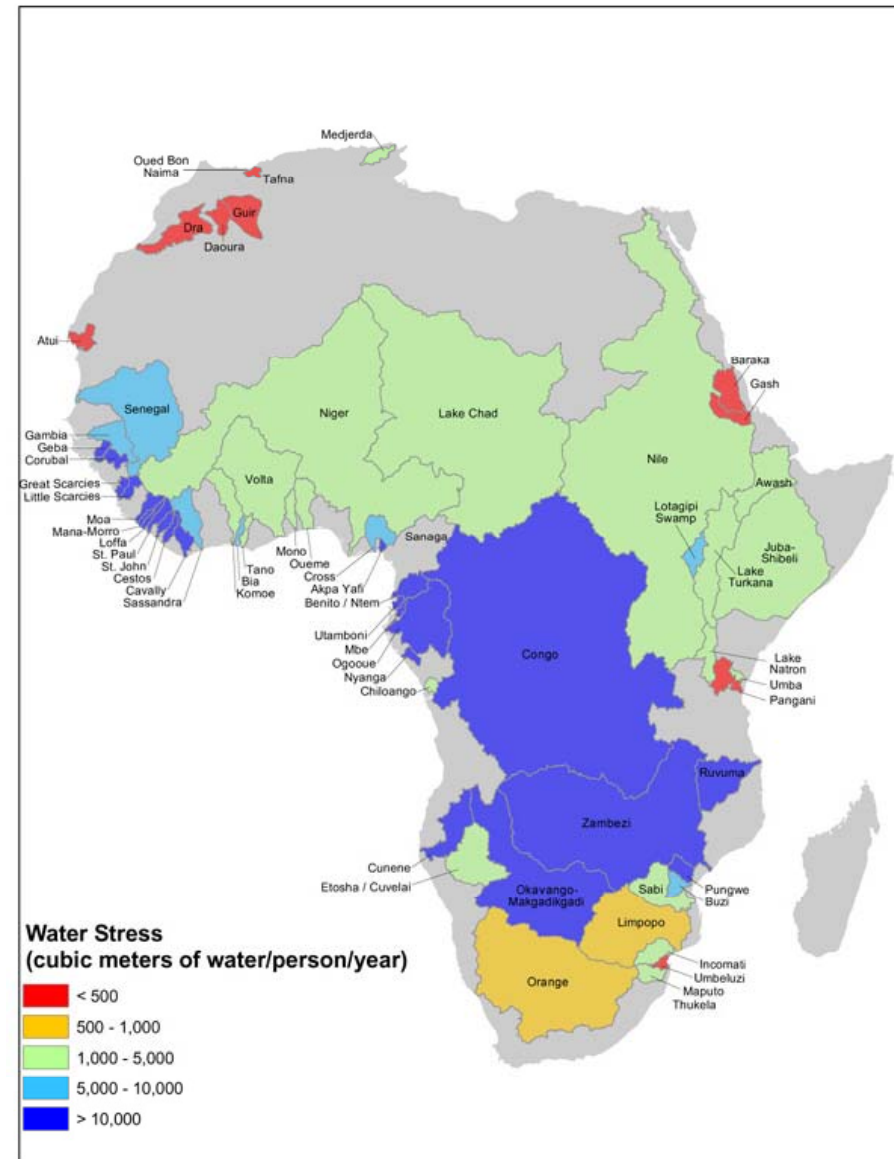 Medjerda
Oued Bon
Naima
Tafna
Guir
Dra
Daoura
Atui
Baraka
Gash
Senegal
Niger
Lake Chad
Nile
Gambia
Geba
Corubal
Volta
Awash
Great Scarcies
Little Scarcies
Lotagipi
Swamp
Juba-
Shibeli
Moa
Mana-Morro
Loffa
St. Paul
St. John
Cestos
Cavally
Sassandra
Mono
Oueme
Tano
Bia
Komoe
Sanaga
Cross
Akpa Yafi
Benito / Ntem
Lake
Turkana
Utamboni
Mbe
Ogooue
Nyanga
Chiloango
Congo
Lake
Natron
Umba
Pangani
Ruvuma
Zambezi
Cunene
Etosha / Cuvelai
Okavango-
Makgadikgadi
Sabi
Pungwe
Buzi
Limpopo
Orange
Incomati
Umbeluzi
Maputo
Thukela
Water Stress
(cubic meters of water/person/year)
< 500
500 - 1,000
1,000 - 5,000
5,000 - 10,000
> 10,000